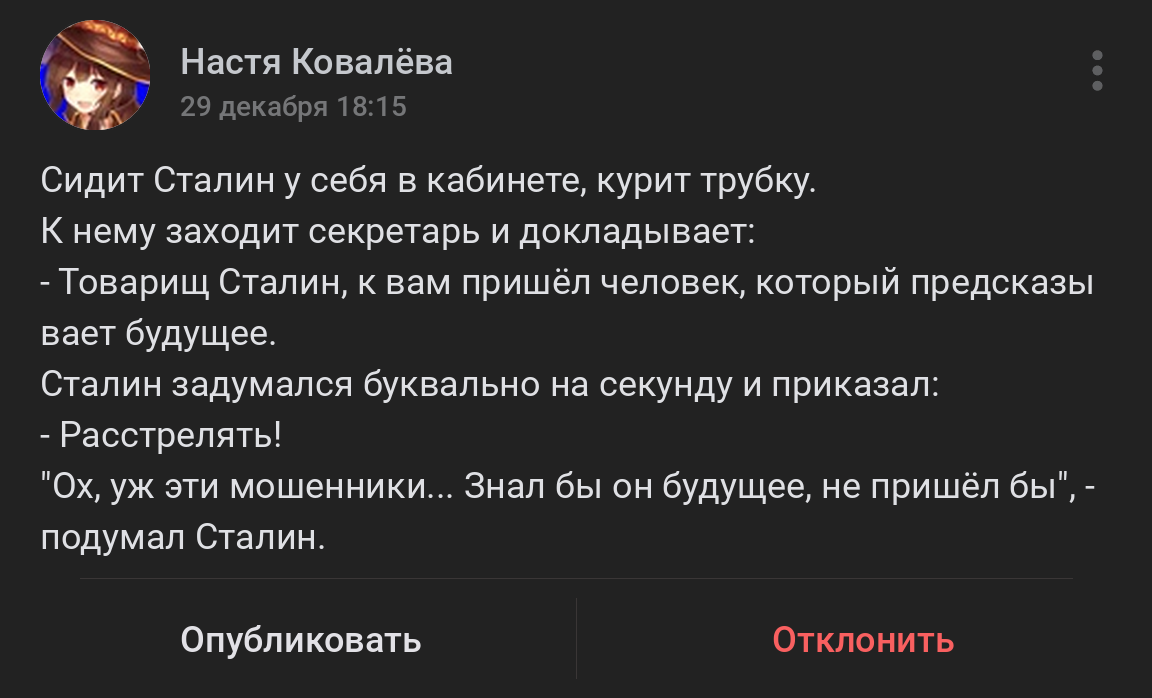 Настя Ковалёва
29 декабря 18:15
Сидит Сталин у себя в кабинете, курит трубку.
К нему заходит секретарь и докладывает:
- Товарищ Сталин, к вам пришёл человек, который предсказы
вает будущее.
Сталин задумался буквально на секунду и приказал:
- Расстрелять!
"Ох, уж эти мошенники... Знал бы он будущее, не пришёл бы", -
подумал Сталин.
Опубликовать
Отклонить